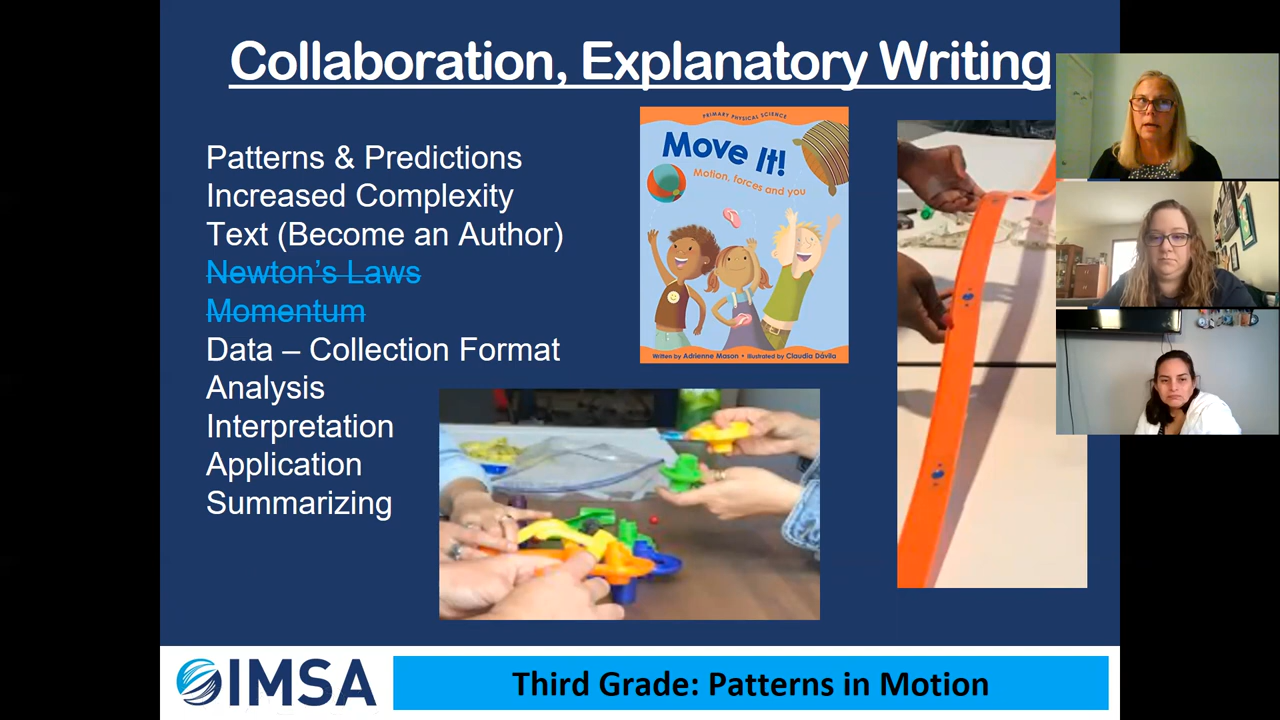 Collaboration, Explanatory Writing
Patterns & Predictions
Increased Complexity
Text (Become an Author)
Newton's Laws
Momentum
Data – Collection Format
Analysis
Interpretation
Application
Summarizing
PRIMARY PHYSICAL SCIENCE
Move It!
Motion, forces and you
Written by Adrienne Mason • Illustrated by Claudia Dávila
IMSA
Third Grade: Patterns in Motion